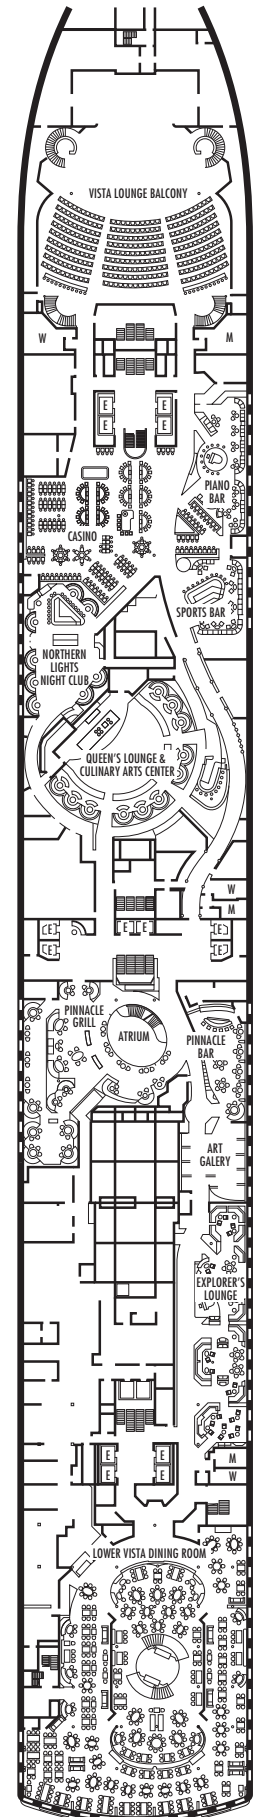 VISTA LOUNGE BALCONY
W
M
E
E
E
E
PIANO
BAR
CASINO
SPORTS BAR
NORTHERN
LIGHTS
NIGHT CLUB
QUEEN'S LOUNGE &
CULINARY ARTS CENTER
W
M
E
E
E
E
E
E
PINNACLE
GRILL
ATRIUM
PINNACLE
BAR
ART
GALERY
EXPLORER'S
LOUNGE
M
W
E
E
E
E
LOWER VISTA DINING ROOM